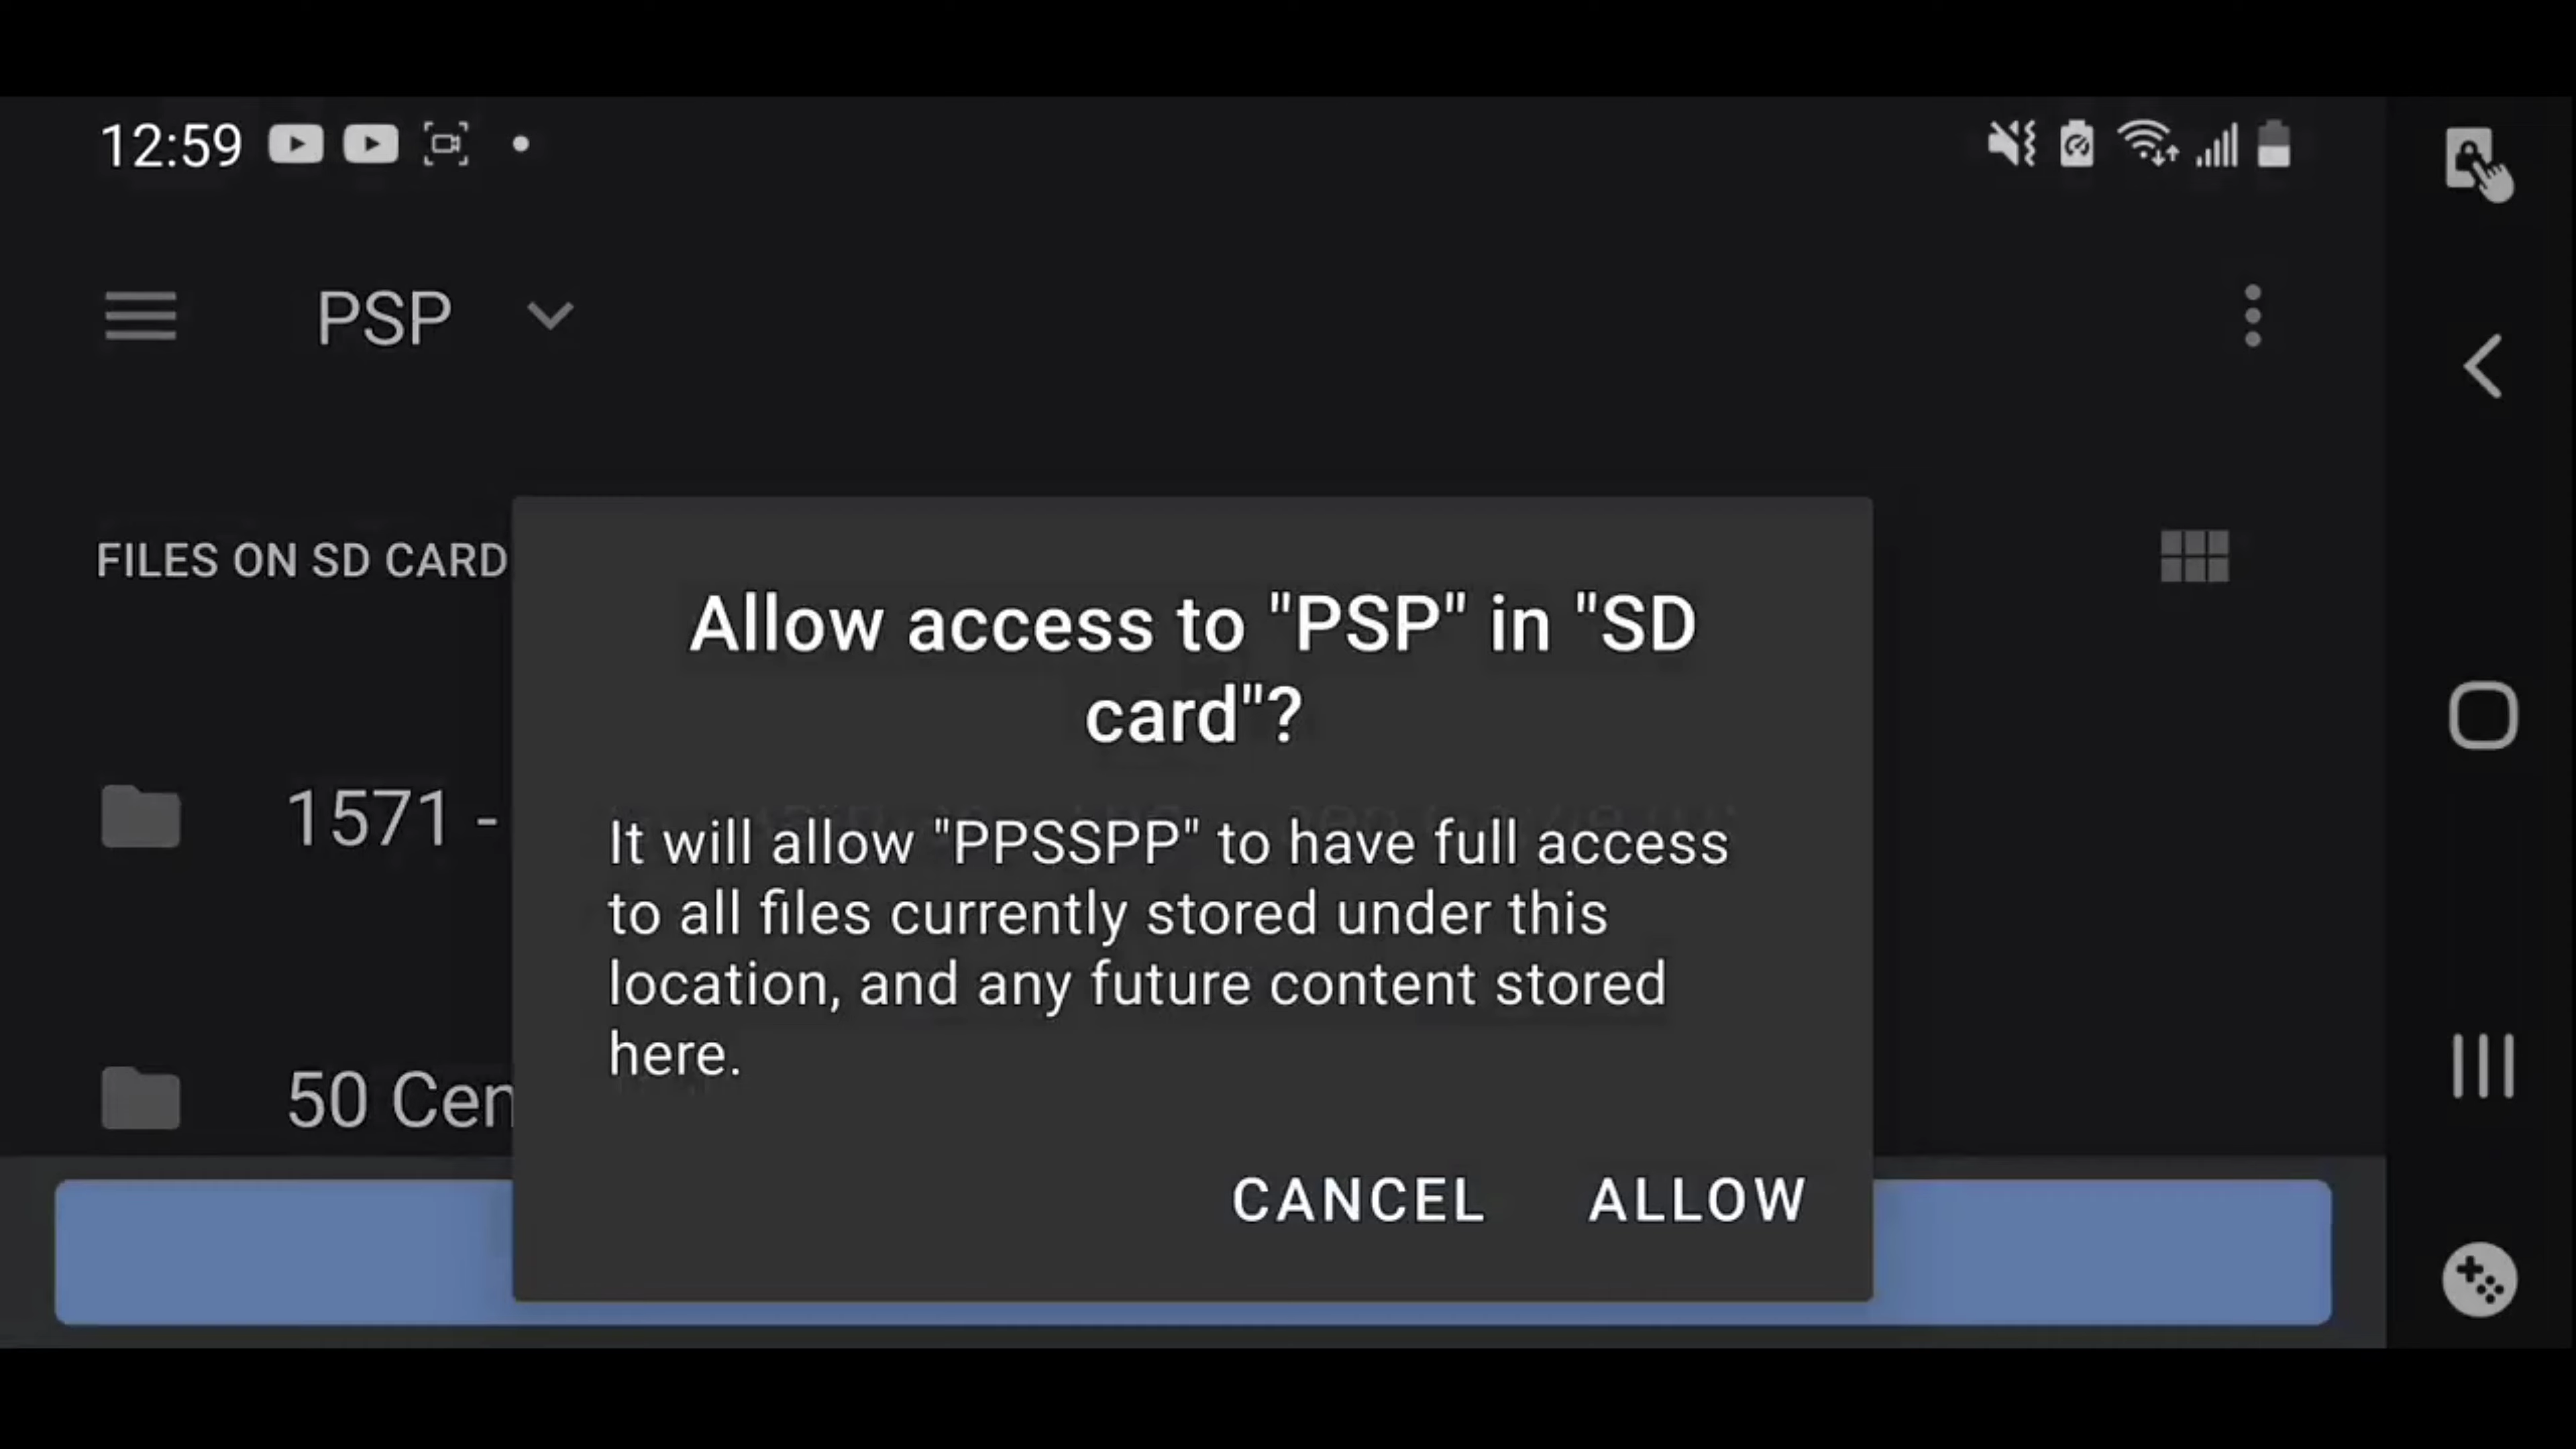 12:59
PSP
FILES ON SD CARD
Allow access to "PSP" in "SD
card"?
1571 -
It will allow "PPSSPP" to have full access
to all files currently stored under this
location, and any future content stored
here.
50 Cen
CANCEL ALLOW